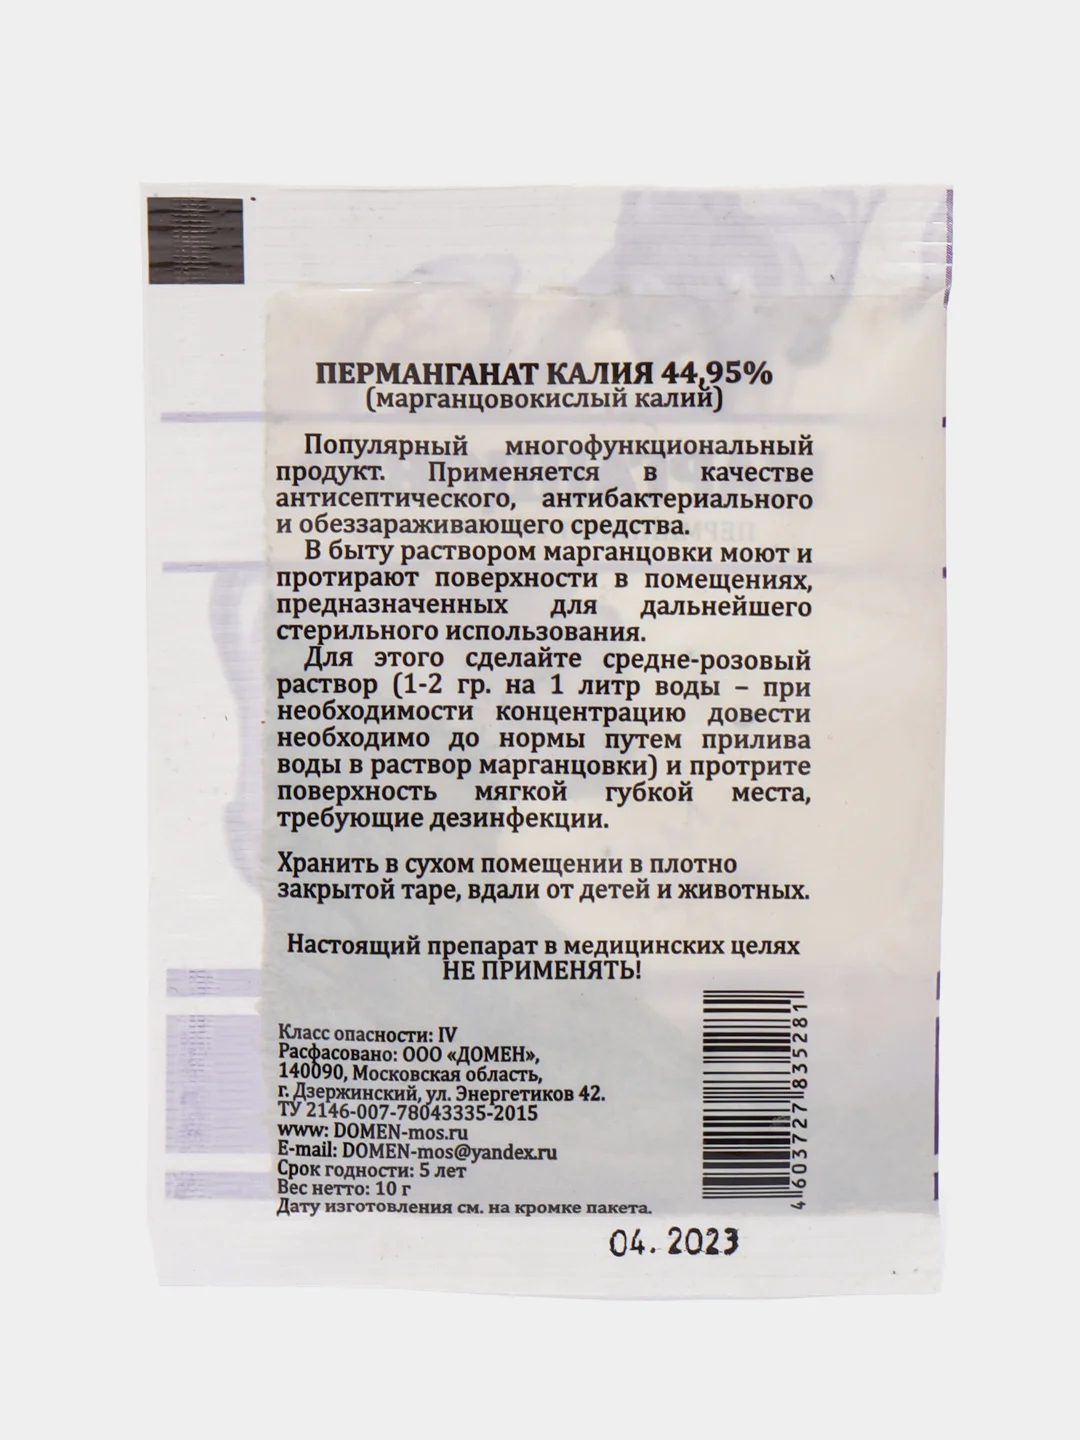 ПЕРМАНГАНАТ КАЛИЯ 44,95%
(марганцовокислый калий)
Популярный многофункциональный
продукт. Применяется в качестве
антисептического, антибактериального
и обеззараживающего средства.
В быту раствором марганцовки моют и
протирают поверхности в помещениях,
предназначенных для дальнейшего
стерильного использования.
Для этого сделайте средне-розовый
раствор (1-2 гр. на 1 литр воды – при
необходимости концентрацию довести
необходимо до нормы путем прилива
воды в раствор марганцовки) и протрите
поверхность мягкой губкой места,
требующие дезинфекции.
Хранить в сухом помещении в плотно
закрытой таре, вдали от детей и животных.
Настоящий препарат в медицинских целях
НЕ ПРИМЕНЯТЬ!
Класс опасности: IV
Расфасовано: ООО «ДОМЕН»,
140090, Московская область,
г. Дзержинский, ул. Энергетиков 42.
ТУ 2146-007-78043335-2015
www: DOMEN-mos.ru
E-mail: DOMEN-mos@yandex.ru
Срок годности: 5 лет
Вес нетто: 10 г
Дату изготовления см. на кромке пакета.
4 603727 835281
04. 2023